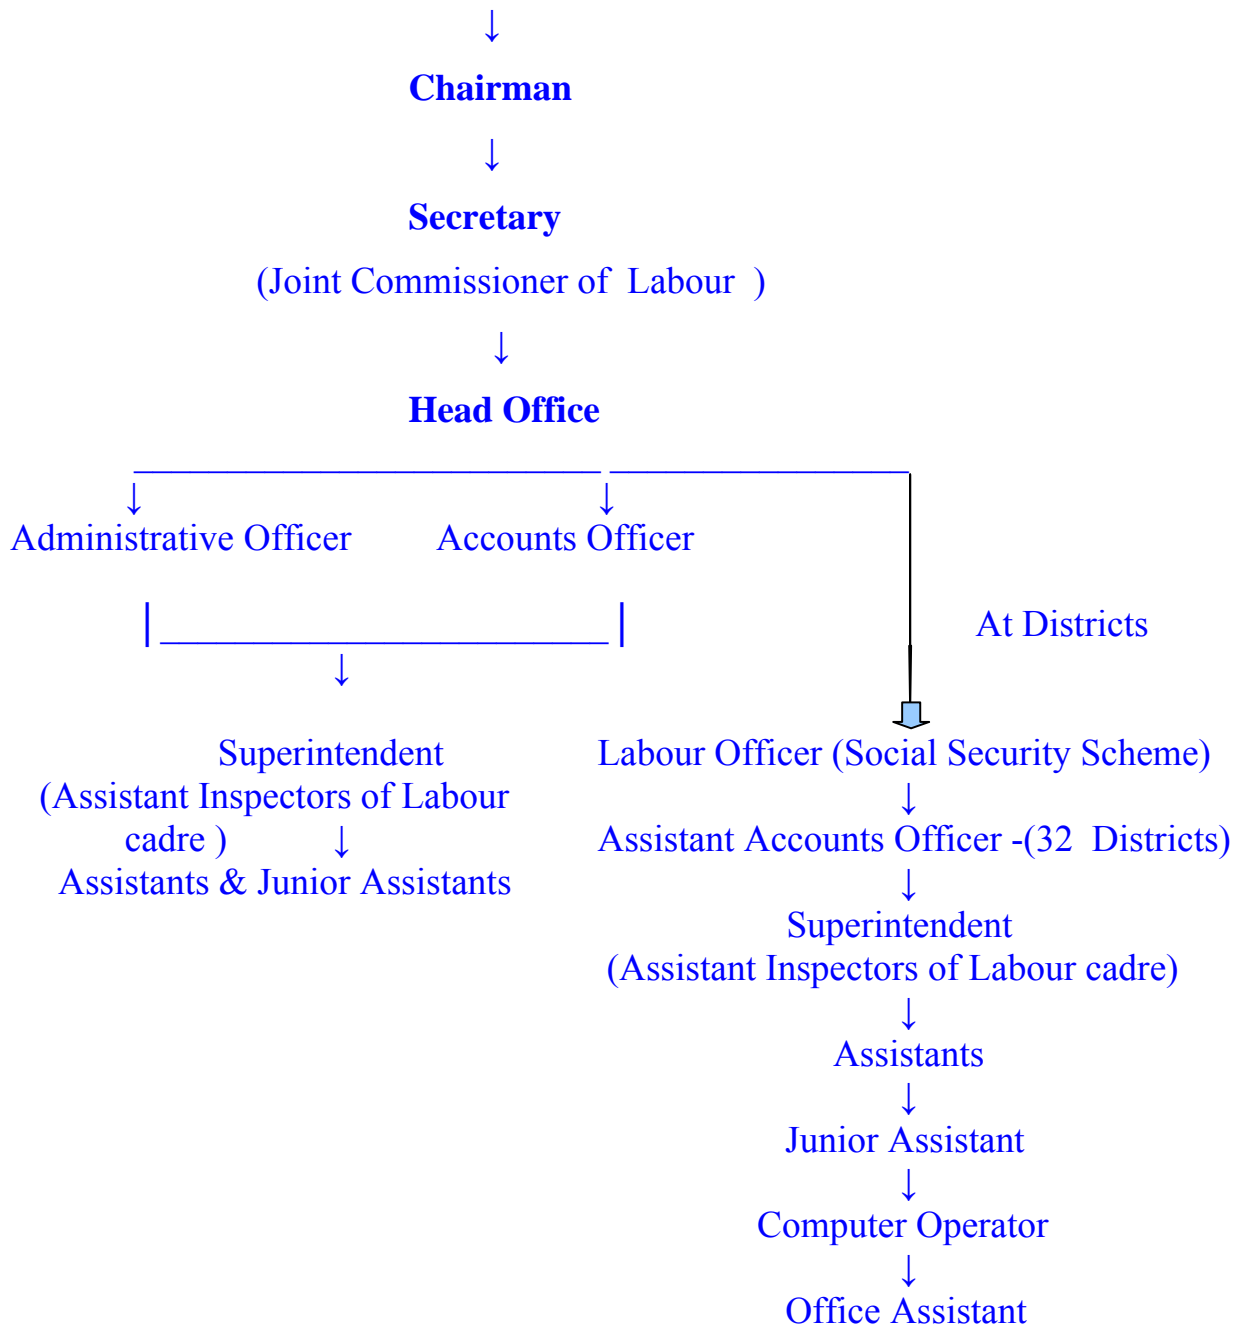 ↓
Chairman
↓
Secretary
(Joint Commissioner of Labour )
↓
Head Office
↓ ↓
Administrative Officer Accounts Officer
At Districts
↓
Superintendent
(Assistant Inspectors of Labour
cadre ) ↓
Assistants & Junior Assistants
Labour Officer (Social Security Scheme)
↓
Assistant Accounts Officer -(32 Districts)
↓
Superintendent
(Assistant Inspectors of Labour cadre)
↓
Assistants
↓
Junior Assistant
↓
Computer Operator
↓
Office Assistant